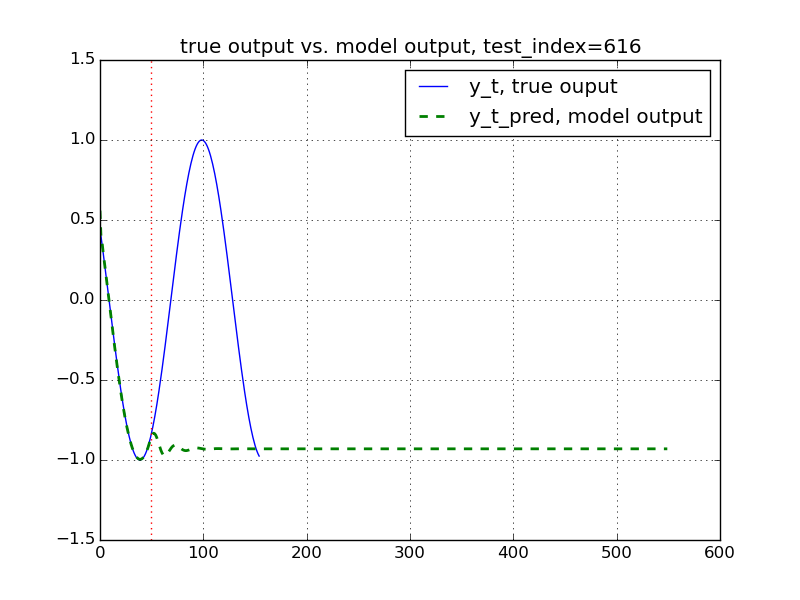 true output vs. model output, test_index=616
y_t, true ouput
y_t_pred, model output
1.5
1.0
0.5
0.0
−0.5
−1.0
−1.5
0 100 200 300 400 500 600